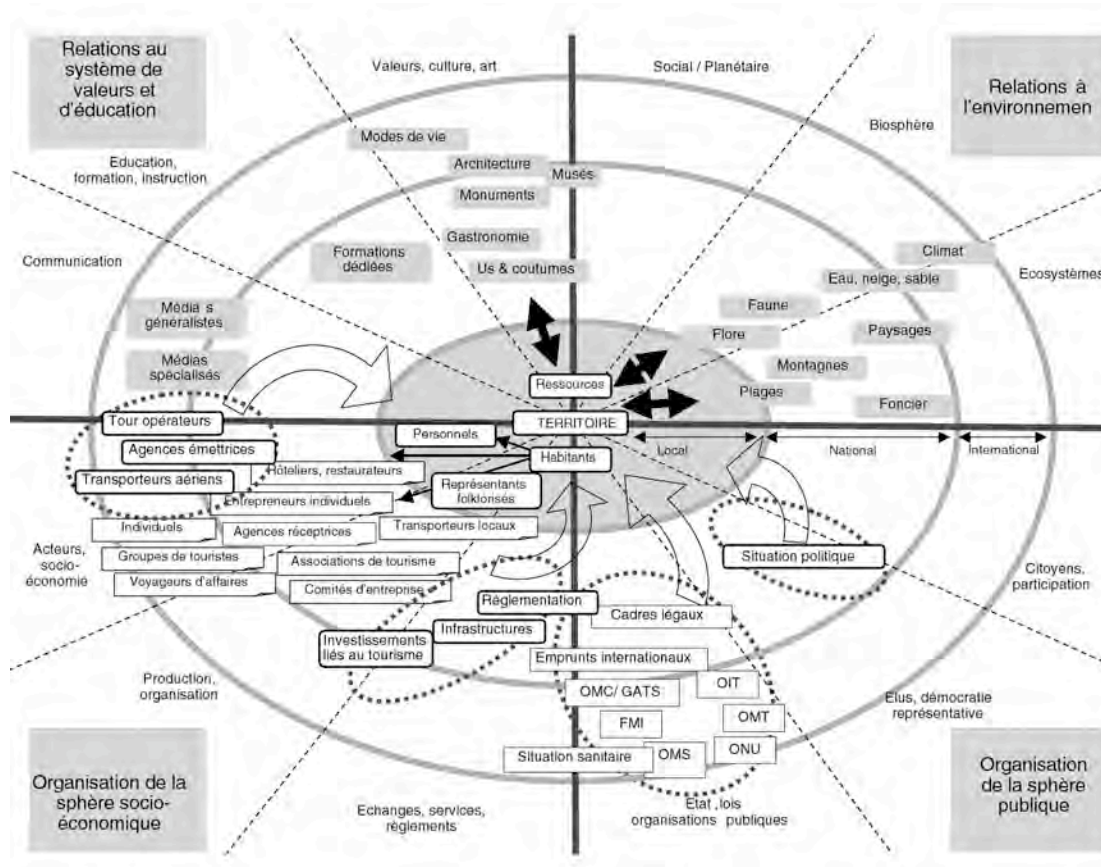 Relations au
système de
valeurs et
d'éducation
Valeurs, culture, art
Social / Planétaire
Relations à
l'environnemen
Modes de vie
Biosphère
Education,
formation, instruction
Architecture
Musés
Monuments
Communication
Formations
dédiées
Gastronomie
Us & coutumes
Climat
Eau, neige, sable
Ecosystèmes
Média s
généralistes
Faune
Flore
Paysages
Médias
spécialisés
Montagnes
Ressources
Plages
Foncier
Tour opérateurs
TERRITOIRE
Personnels
Agences émettrices
Habitants
Local
National
International
Hôteliers, restaurateurs
Transporteurs aériens
Représentants
folklorisés
Entrepreneurs individuels
Individuels
Agences réceptrices
Transporteurs locaux
Acteurs,
socio-
économie
Groupes de touristes
Associations de tourisme
Situation politique
Voyageurs d'affaires
Comités d'entreprise
Citoyens,
participation
Règlementation
Cadres légaux
Investissements
liés au tourisme
Infrastructures
Emprunts internationaux
Production,
organisation
OMC/ GATS
OIT
Elus, démocratie
représentative
FMI
OMT
Situation sanitaire
OMS
ONU
Organisation de la
sphère socio-
économique
Echanges, services,
règlements
Etat ,lois
organisations publiques
Organisation
de la sphère
publique